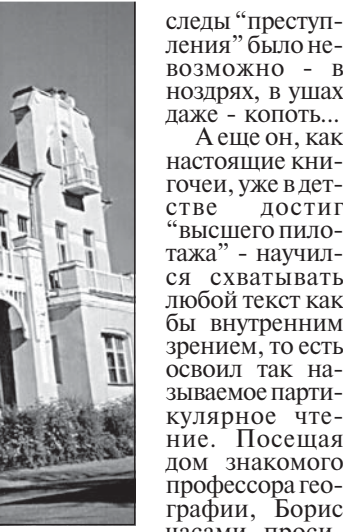 следы “преступ-
ления” было не-
возможно - в
ноздрях, в ушах
даже - копоть...
А еще он, как
настоящие кни-
гочеи, уже в дет-
стве достиг
“высшего пило-
тажа” - научил-
ся схватывать
любой текст как
бы внутренним
зрением, то есть
освоил так на-
зываемое парти-
кулярное чте-
ние. Посещая
дом знакомого
профессора гео-
графии, Борис
часами проси-